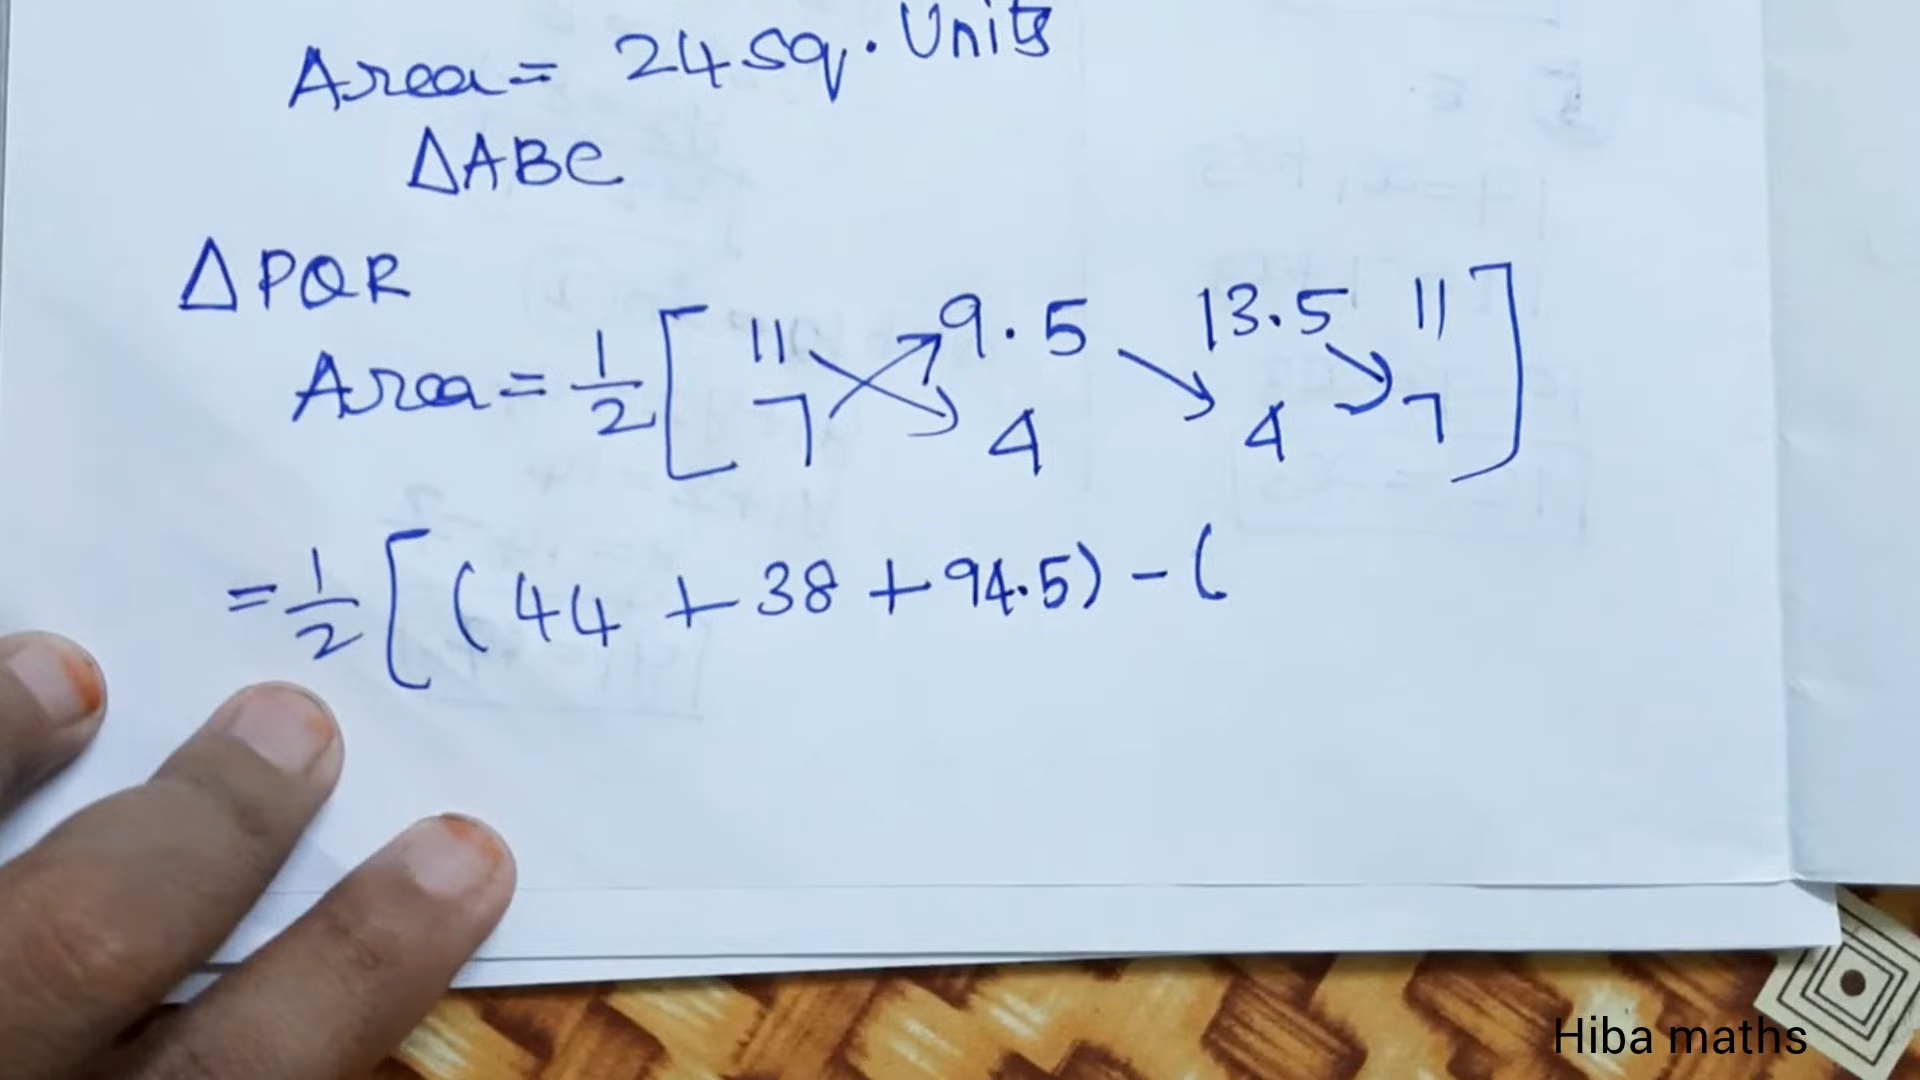 Area = 24 sq. Units
ΔABC
ΔPQR
Area = 1/2 [ 11 9.5 13.5 11
7 4 4 7 ]
= 1/2 [ ( 44 + 38 + 94.5) - (
Hiba maths